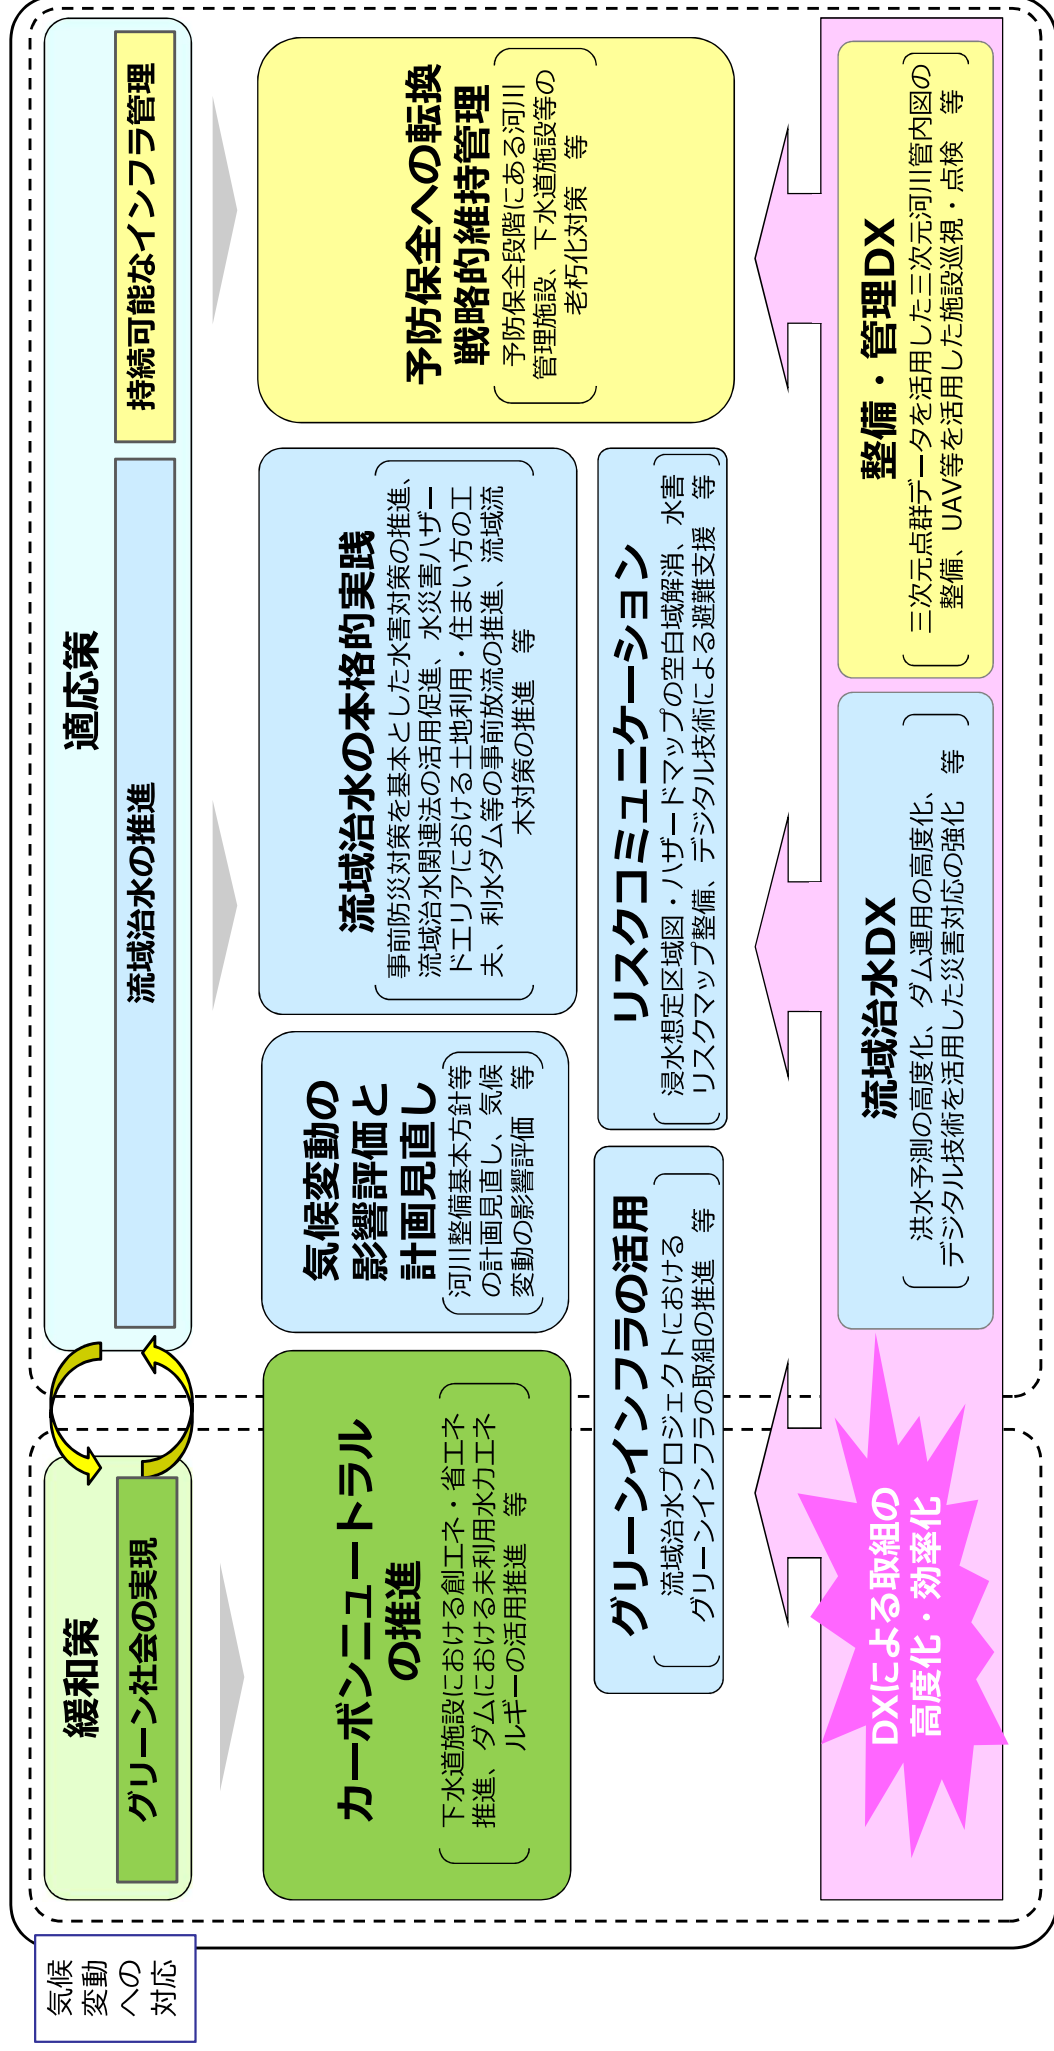 気候
変動
への
対応
緩和策
グリーン社会の実現
適応策
流域治水の推進
持続可能なインフラ管理
カーボンニュートラル
の推進
下水道施設における創エネ・省エネ
推進、ダムにおける未利用水力エネ
ルギーの活用推進　等
気候変動の
影響評価と
計画見直し
河川整備基本方針等
の計画見直し、気候
変動の影響評価　等
流域治水の本格的実践
事前防災対策を基本とした水害対策の推進、
流域治水関連法の活用促進、水災害ハザー
ドエリアにおける土地利用・住まい方の工
夫、利水ダム等の事前放流の推進、流域流
木対策の推進　等
予防保全への転換
戦略的維持管理
予防保全段階にある河川
管理施設、下水道施設等の
老朽化対策　等
グリーンインフラの活用
流域治水プロジェクトにおける
グリーンインフラの取組の推進　等
リスクコミュニケーション
浸水想定区域図・ハザードマップの空白域解消、水害
リスクマップ整備、デジタル技術による避難支援　等
DXによる取組の
高度化・効率化
流域治水DX
洪水予測の高度化、ダム運用の高度化、
デジタル技術を活用した災害対応の強化　等
整備・管理DX
三次元点群データを活用した三次元河川管内図の
整備、UAV等を活用した施設巡視・点検　等